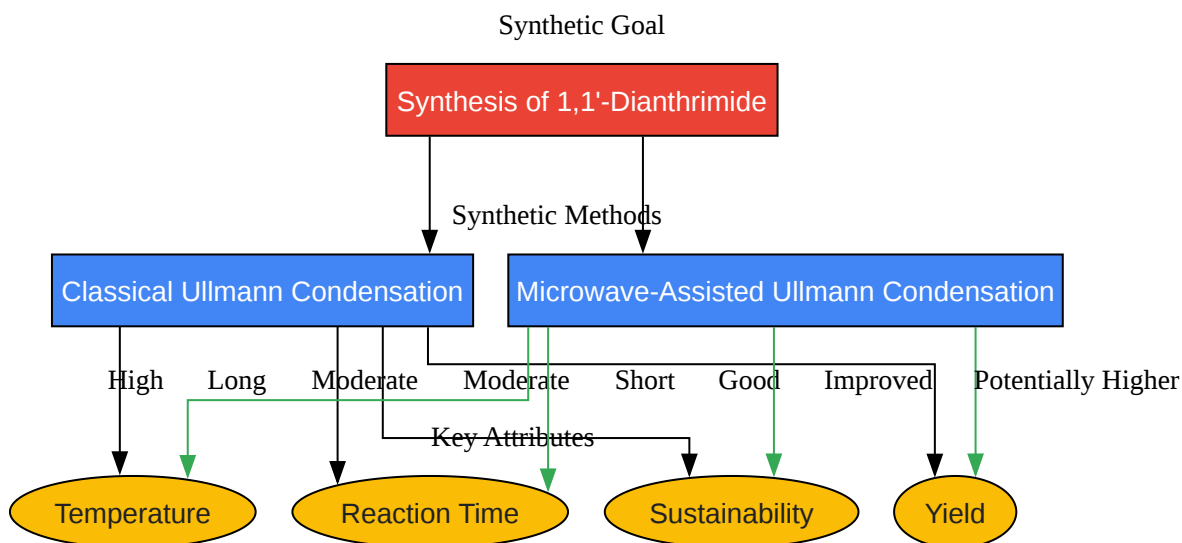 Synthetic Goal
Synthesis of 1,1'-Dianthrimide
Synthetic Methods
Classical Ullmann Condensation
Microwave-Assisted Ullmann Condensation
High
Long
Moderate
Moderate
Short
Good
Improved
Potentially Higher
Key Attributes
Temperature
Reaction Time
Sustainability
Yield